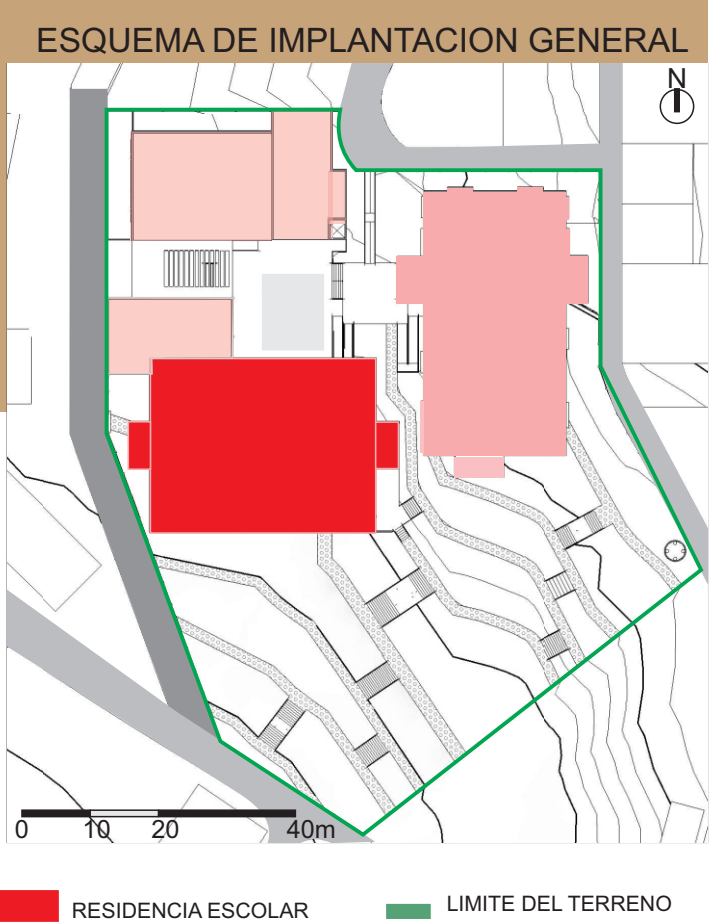 ESQUEMA DE IMPLANTACION GENERAL
N
0 10 20 40m
RESIDENCIA ESCOLAR
LIMITE DEL TERRENO